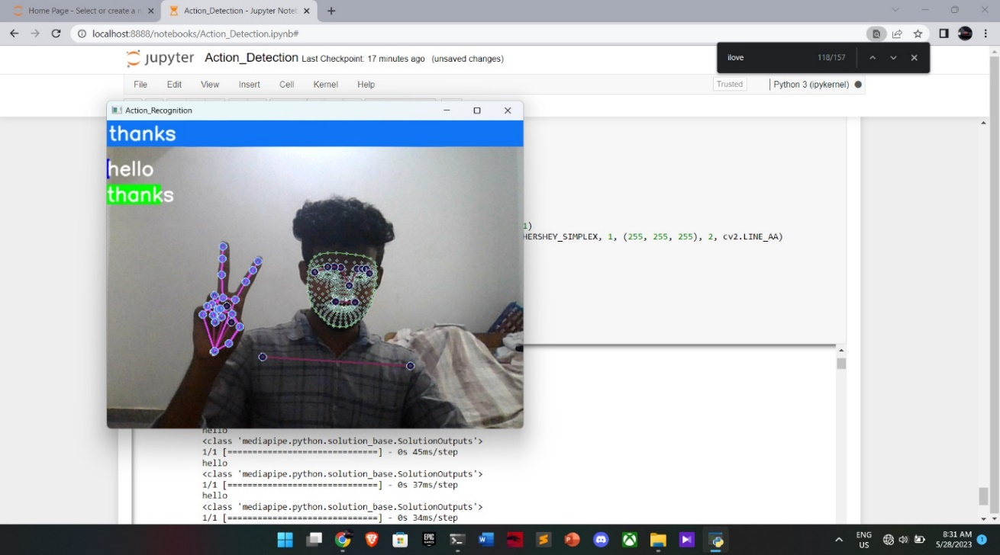 Home Page - Select or create a n
Action_Detection - Jupyter Note
localhost:8888/notebooks/Action_Detection.ipynb#
jupyter Action_Detection Last Checkpoint: 17 minutes ago (unsaved changes)
ilove 118/157
File Edit View Insert Cell Kernel Help
Trusted Python 3 (ipykernel)
Action_Recognition
thanks
hello
thanks
1)
HERSHEY_SIMPLEX, 1, (255, 255, 255), 2, cv2.LINE_AA)
hello
<class 'mediapipe.python.solution_base.SolutionOutputs'>
1/1 [==============================] - 0s 45ms/step
hello
<class 'mediapipe.python.solution_base.SolutionOutputs'>
1/1 [==============================] - 0s 37ms/step
hello
<class 'mediapipe.python.solution_base.SolutionOutputs'>
1/1 [==============================] - 0s 34ms/step
EPIC GAMES
ENG US
8:31 AM
5/28/2023
1